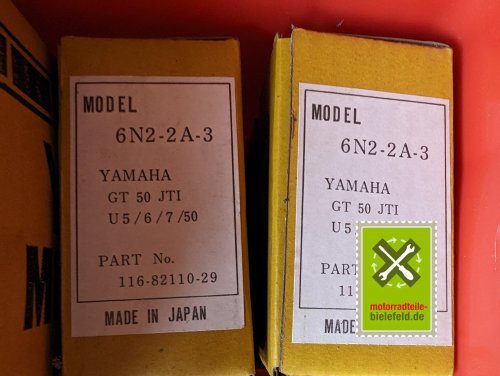 MODEL
6N2-2A-3
YAMAHA
GT 50 JTI
U5/6/7/50
PART No.
116-82110-29
MADE IN JAPAN
MODEL
6N2-2A-3
YAMAHA
GT 50 JTI
U5
PART
11
MADE
motorradteile-
bielefeld.de